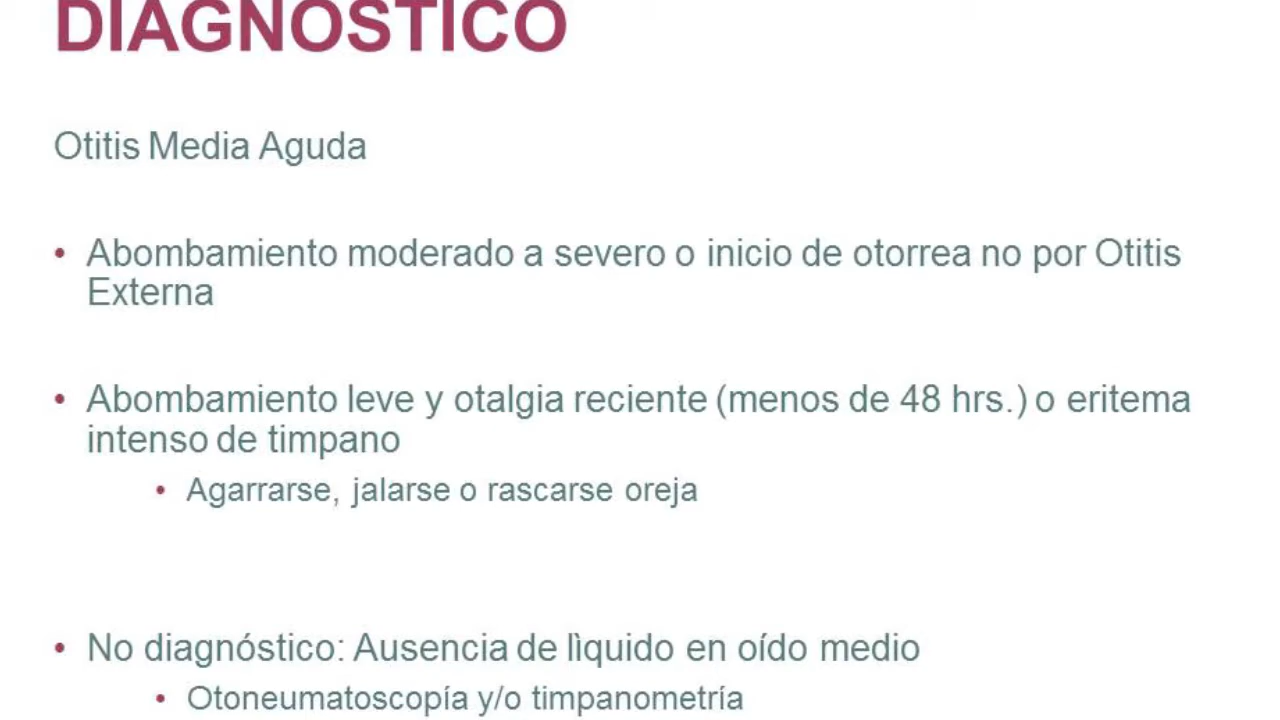 DIAGNOSTICO
Otitis Media Aguda
• Abombamiento moderado a severo o inicio de otorrea no por Otitis
Externa
• Abombamiento leve y otalgia reciente (menos de 48 hrs.) o eritema
intenso de timpano
• Agarrarse, jalarse o rascarse oreja
• No diagnóstico: Ausencia de lìquido en oído medio
• Otoneumatoscopía y/o timpanometría